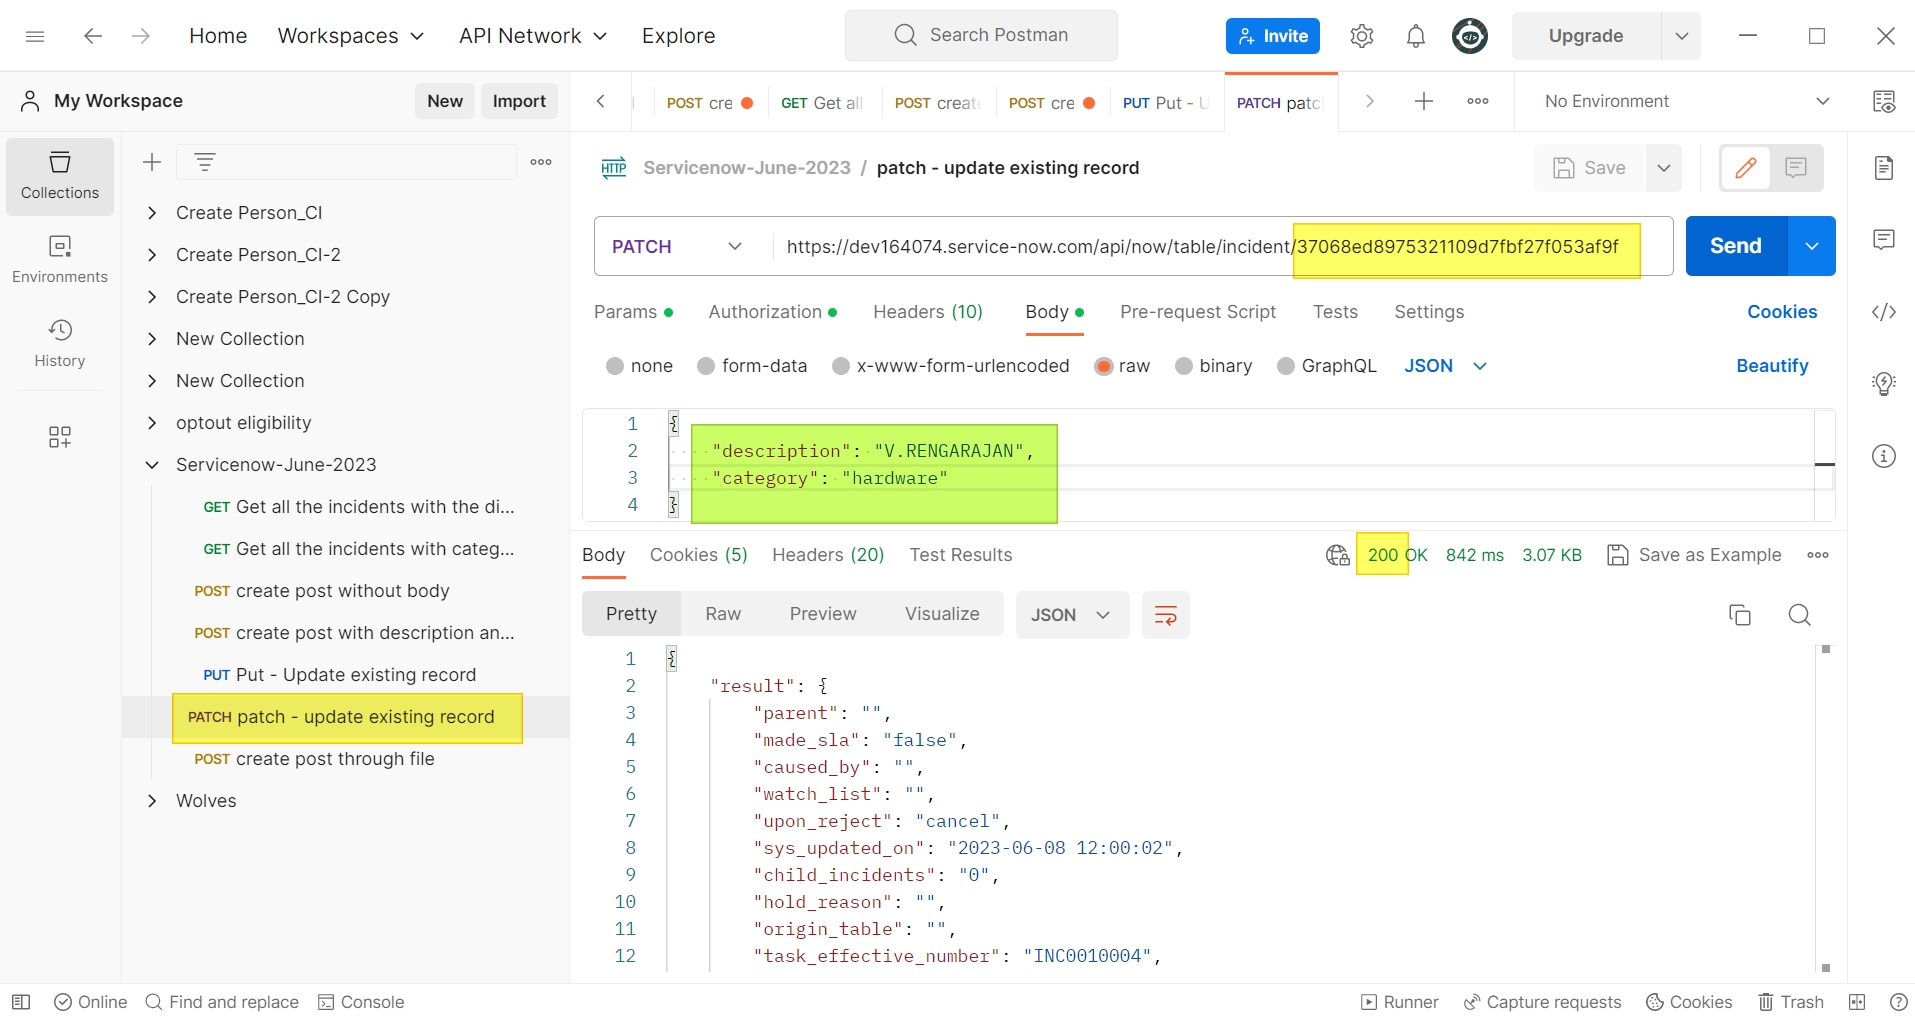 Home Workspaces API Network Explore Search Postman Invite Upgrade
My Workspace New Import
POST cre GET Get all POST create POST cre PUT Put - U PATCH patc No Environment
HTTP Servicenow-June-2023 / patch - update existing record Save
Collections
Environments
History
Create Person_CI
Create Person_CI-2
Create Person_CI-2 Copy
New Collection
New Collection
optout eligibility
Servicenow-June-2023
GET Get all the incidents with the di...
GET Get all the incidents with categ...
POST create post without body
POST create post with description an...
PUT Put - Update existing record
PATCH patch - update existing record
POST create post through file
Wolves
PATCH https://dev164074.service-now.com/api/now/table/incident/37068ed8975321109d7fbf27f053af9f Send
Params Authorization Headers (10) Body Pre-request Script Tests Settings Cookies
none form-data x-www-form-urlencoded raw binary GraphQL JSON Beautify
1 {
2 "description": "V.RENGARAJAN",
3 "category": "hardware"
4 }
Body Cookies (5) Headers (20) Test Results 200 OK 842 ms 3.07 KB Save as Example
Pretty Raw Preview Visualize JSON
1 {
2 "result": {
3 "parent": "",
4 "made_sla": "false",
5 "caused_by": "",
6 "watch_list": "",
7 "upon_reject": "cancel",
8 "sys_updated_on": "2023-06-08 12:00:02",
9 "child_incidents": "0",
10 "hold_reason": "",
11 "origin_table": "",
12 "task_effective_number": "INC0010004",
Online Find and replace Console Runner Capture requests Cookies Trash